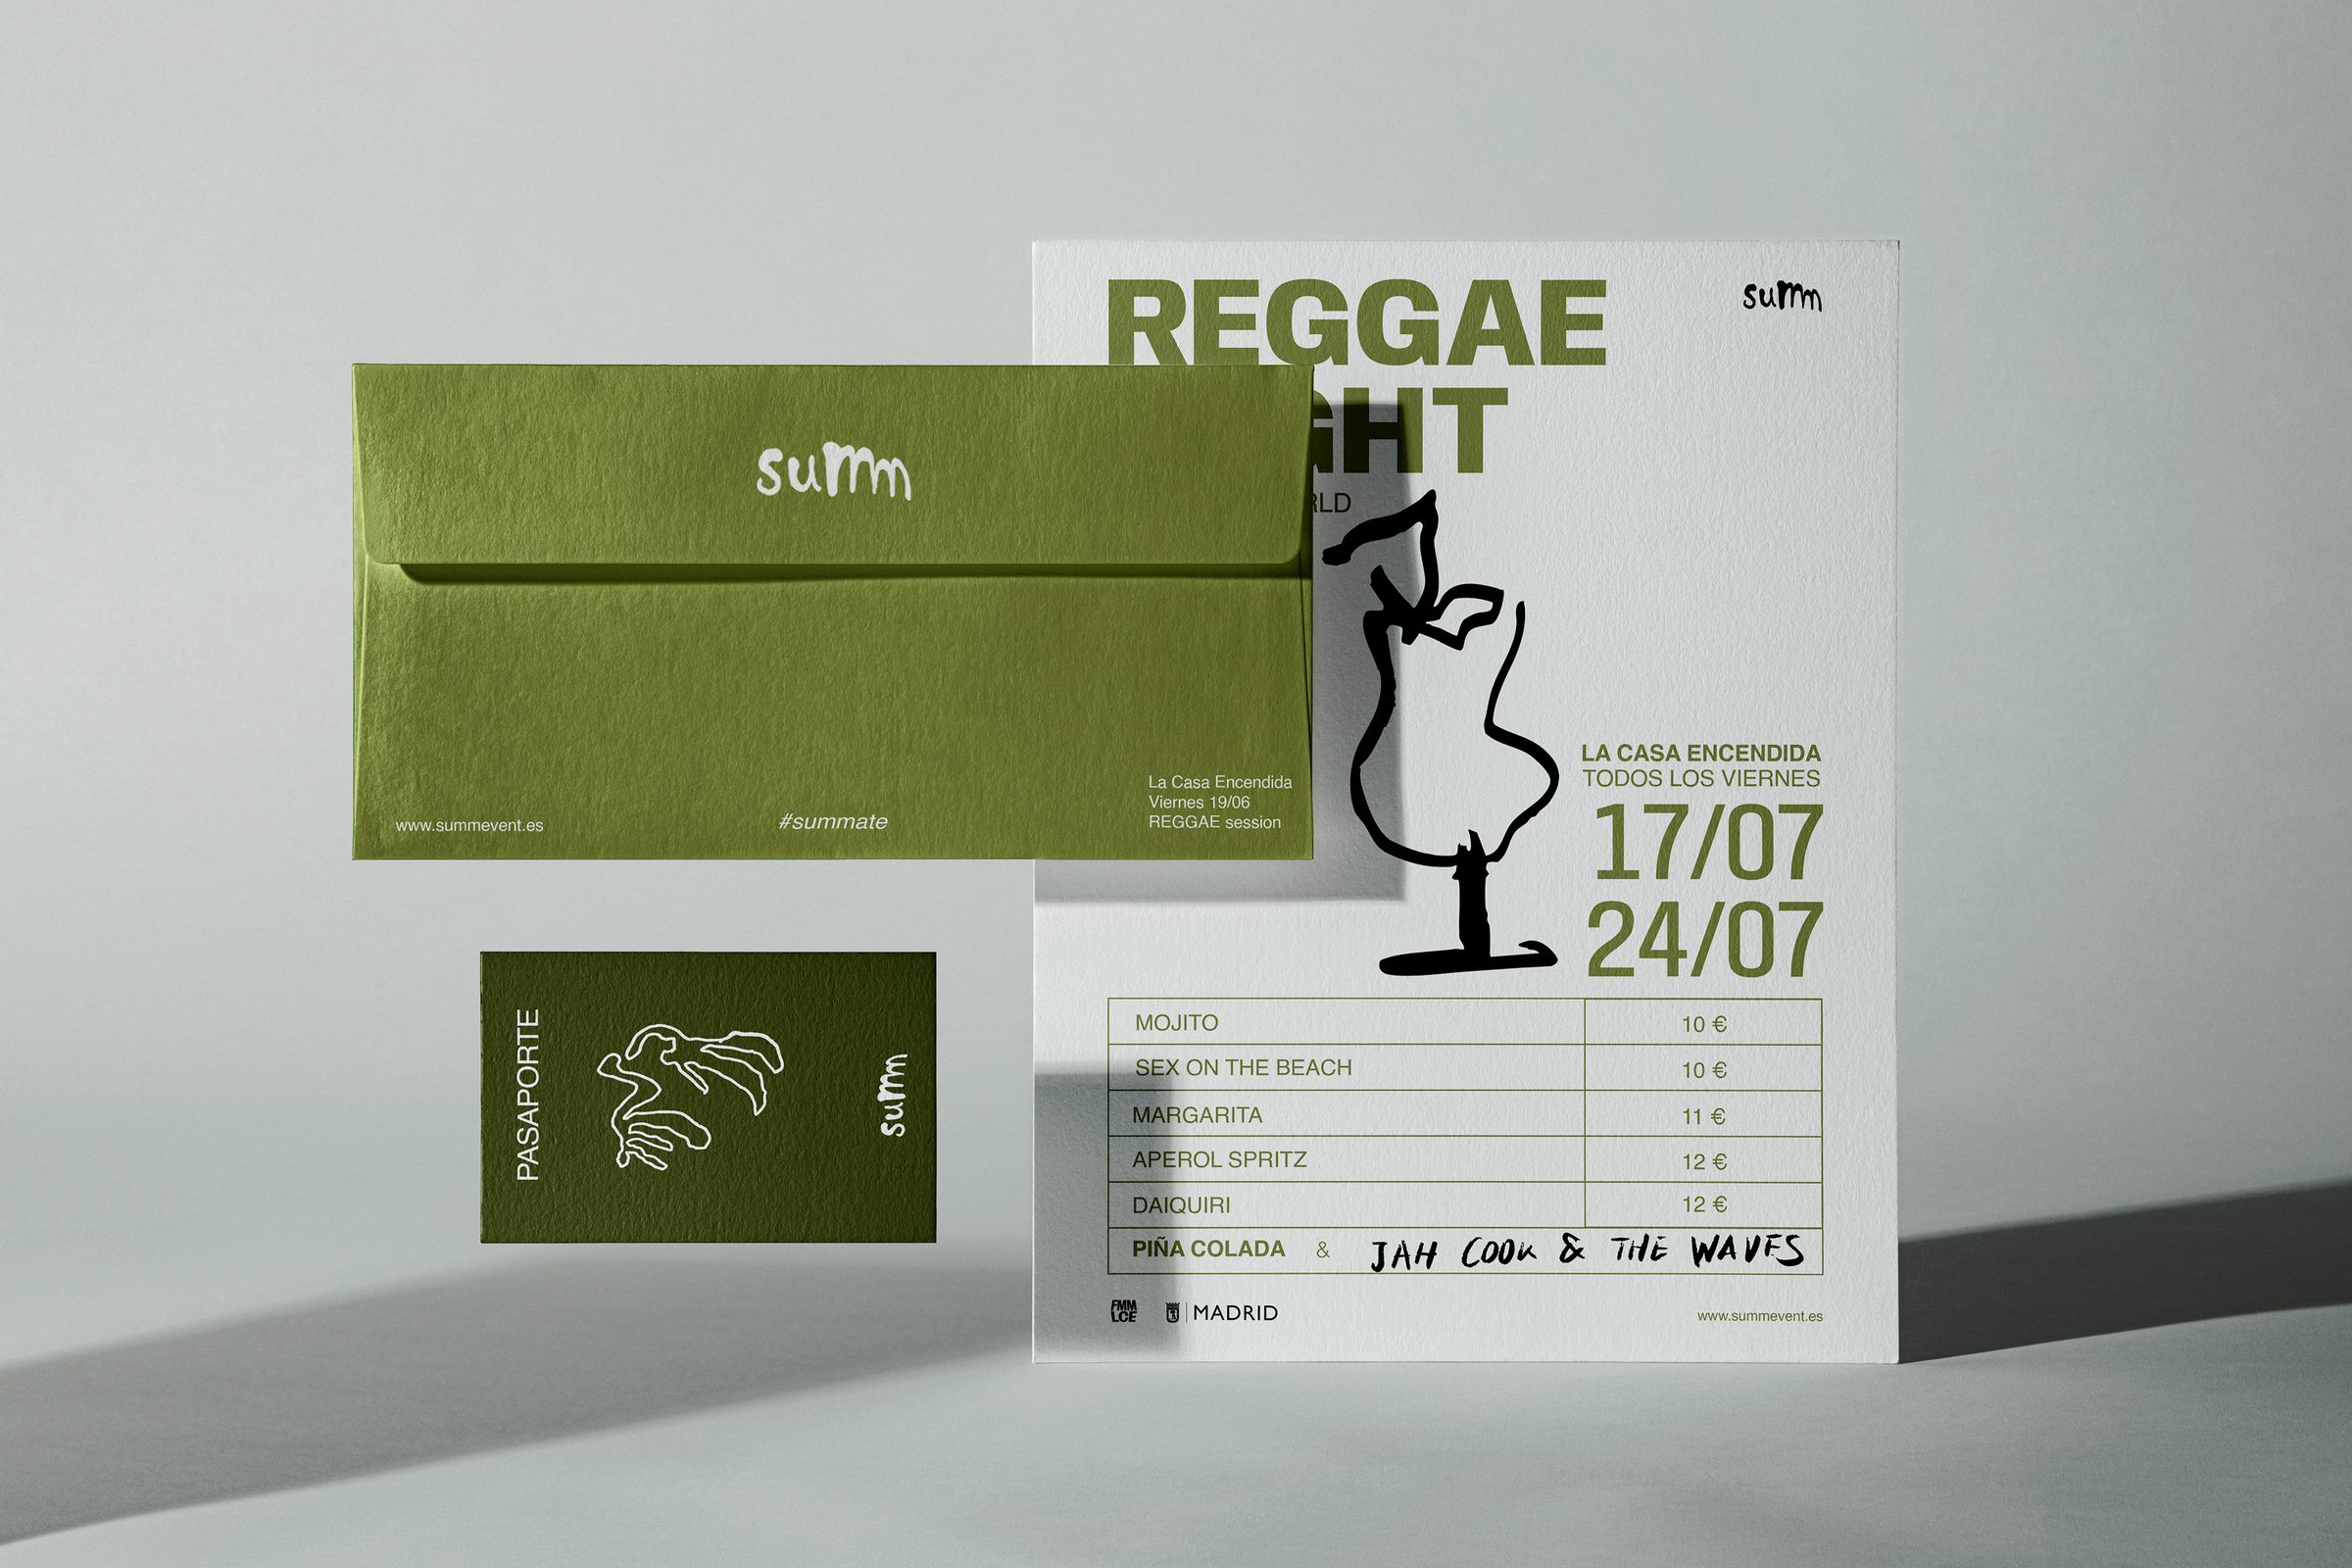 summ
www.summevent.es
#summate
La Casa Encendida
Viernes 19/06
REGGAE session
PASAPORTE
summ
REGGAE
summ
LA CASA ENCENDIDA
TODOS LOS VIERNES
17/07
24/07
MOJITO 10 €
SEX ON THE BEACH 10 €
MARGARITA 11 €
APEROL SPRITZ 12 €
DAIQUIRI 12 €
PIÑA COLADA & JAH COOK & THE WAVES
FMM
LCE
MADRID
www.summevent.es